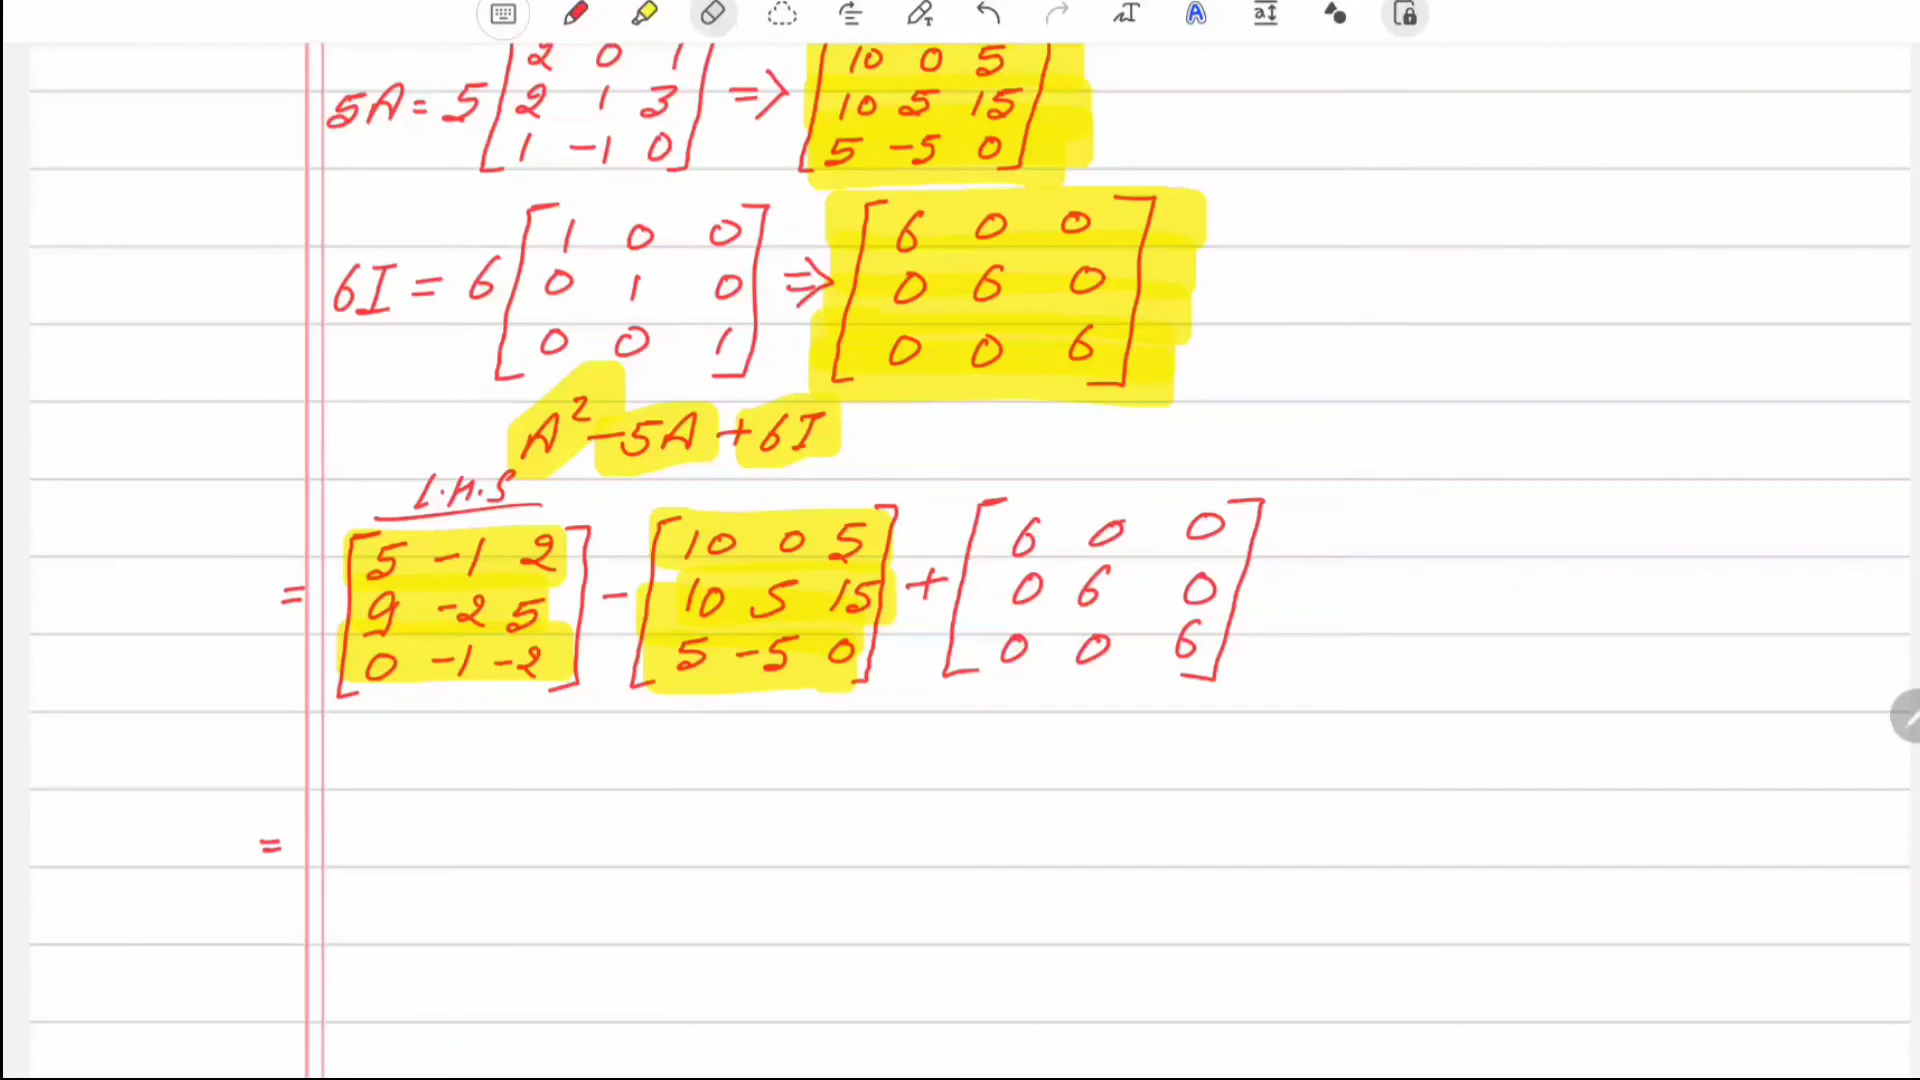 2 0 1 10 0 5
5A = 5 2 1 3 => 10 5 15
1 -1 0 5 -5 0
1 0 0 6 0 0
6I = 6 0 1 0 => 0 6 0
0 0 1 0 0 6
A² - 5A + 6I
L.H.S
5 -1 2 10 0 5 6 0 0
= 9 -2 5 - 10 5 15 + 0 6 0
0 -1 -2 5 -5 0 0 0 6
=